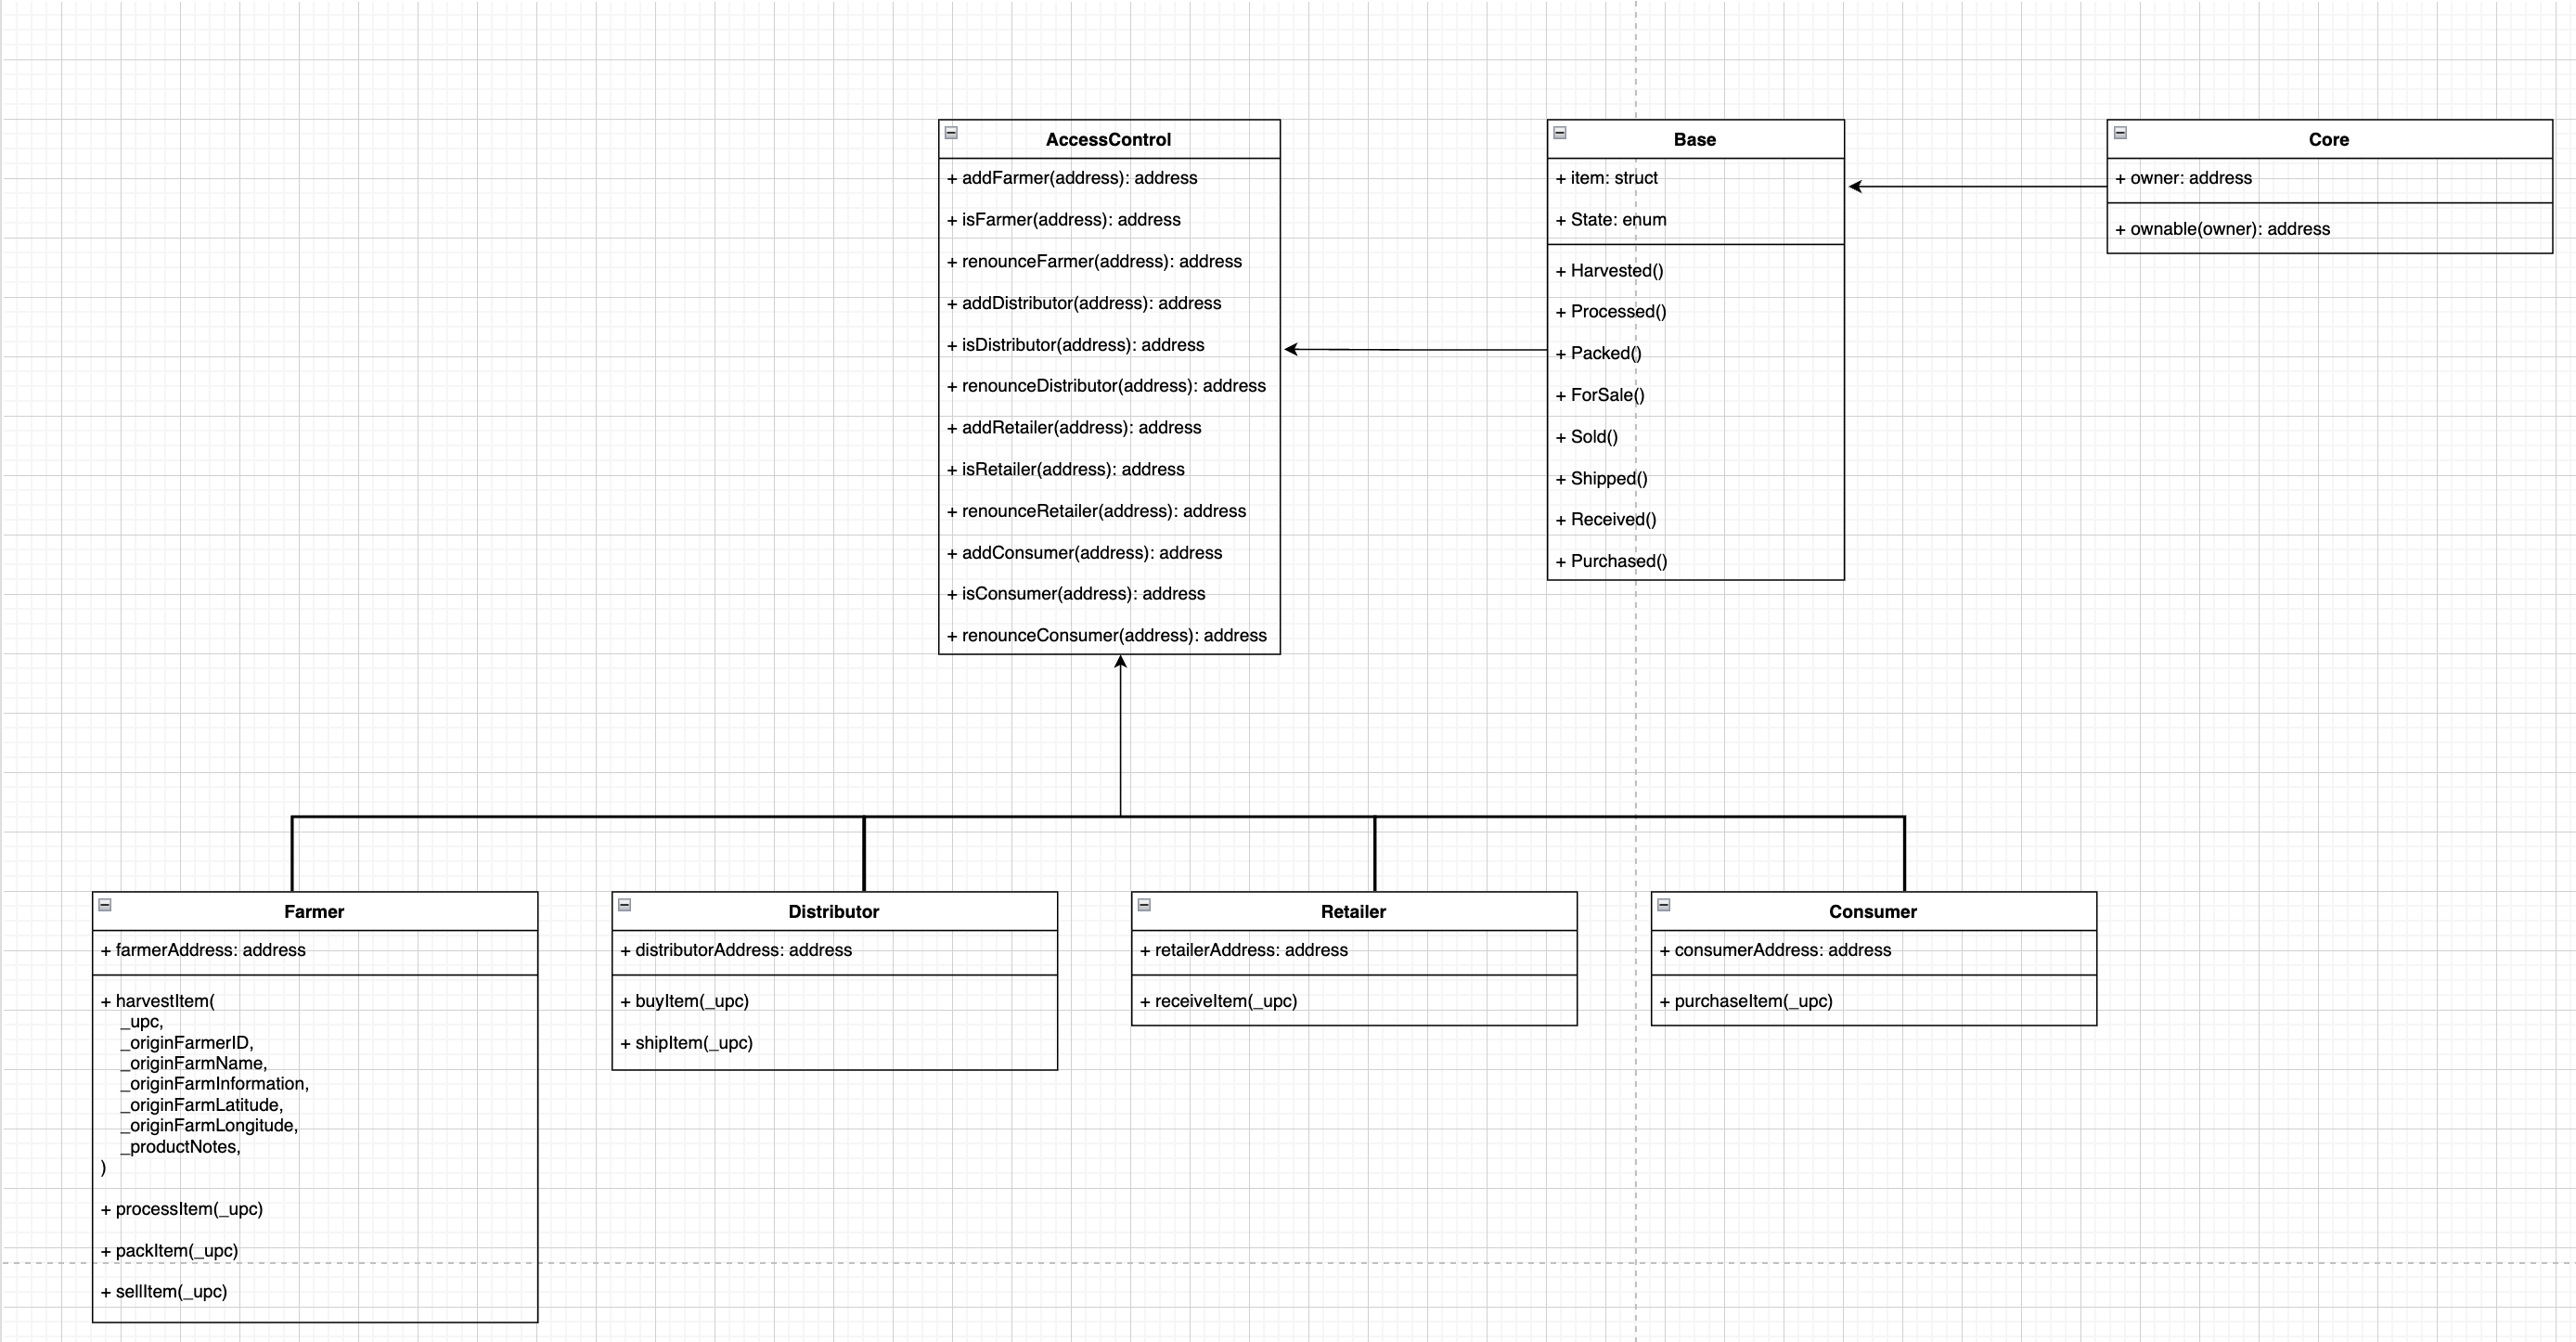 AccessControl
+ addFarmer(address): address
+ isFarmer(address): address
+ renounceFarmer(address): address
+ addDistributor(address): address
+ isDistributor(address): address
+ renounceDistributor(address): address
+ addRetailer(address): address
+ isRetailer(address): address
+ renounceRetailer(address): address
+ addConsumer(address): address
+ isConsumer(address): address
+ renounceConsumer(address): address
Base
+ item: struct
+ State: enum
+ Harvested()
+ Processed()
+ Packed()
+ ForSale()
+ Sold()
+ Shipped()
+ Received()
+ Purchased()
Core
+ owner: address
+ ownable(owner): address
Farmer
+ farmerAddress: address
+ harvestItem(
_upc,
_originFarmerID,
_originFarmName,
_originFarmInformation,
_originFarmLatitude,
_originFarmLongitude,
_productNotes,
)
+ processItem(_upc)
+ packItem(_upc)
+ sellItem(_upc)
Distributor
+ distributorAddress: address
+ buyItem(_upc)
+ shipItem(_upc)
Retailer
+ retailerAddress: address
+ receiveItem(_upc)
Consumer
+ consumerAddress: address
+ purchaseItem(_upc)